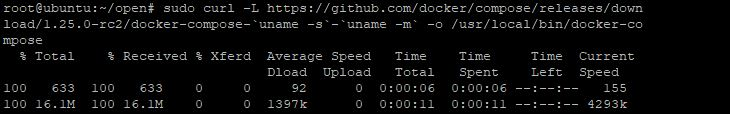 root@ubuntu:~/open# sudo curl -L https://github.com/docker/compose/releases/down
load/1.25.0-rc2/docker-compose-`uname -s`-`uname -m` -o /usr/local/bin/docker-co
mpose
  % Total    % Received % Xferd  Average Speed   Time    Time     Time  Current
                                 Dload  Upload   Total   Spent    Left  Speed
100   633  100   633    0     0     92      0  0:00:06  0:00:06 --:--:--   155
100 16.1M  100 16.1M    0     0  1397k      0  0:00:11  0:00:11 --:--:-- 4293k